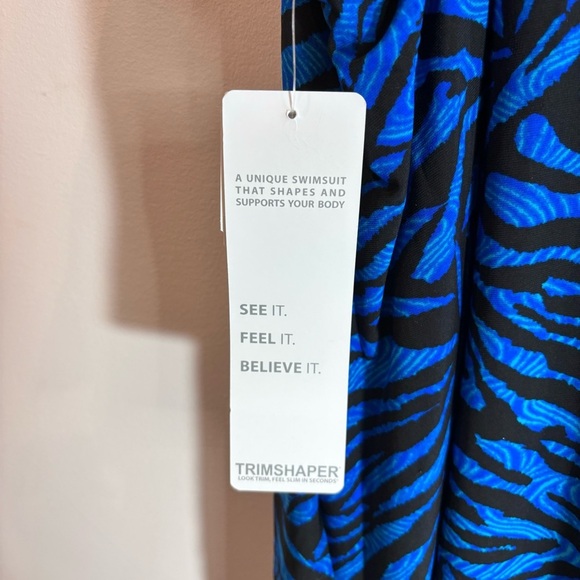 A UNIQUE SWIMSUIT
THAT SHAPES AND
SUPPORTS YOUR BODY
SEE IT.
FEEL IT.
BELIEVE IT.
TRIMSHAPER®
LOOK TRIM, FEEL SLIM IN SECONDS®